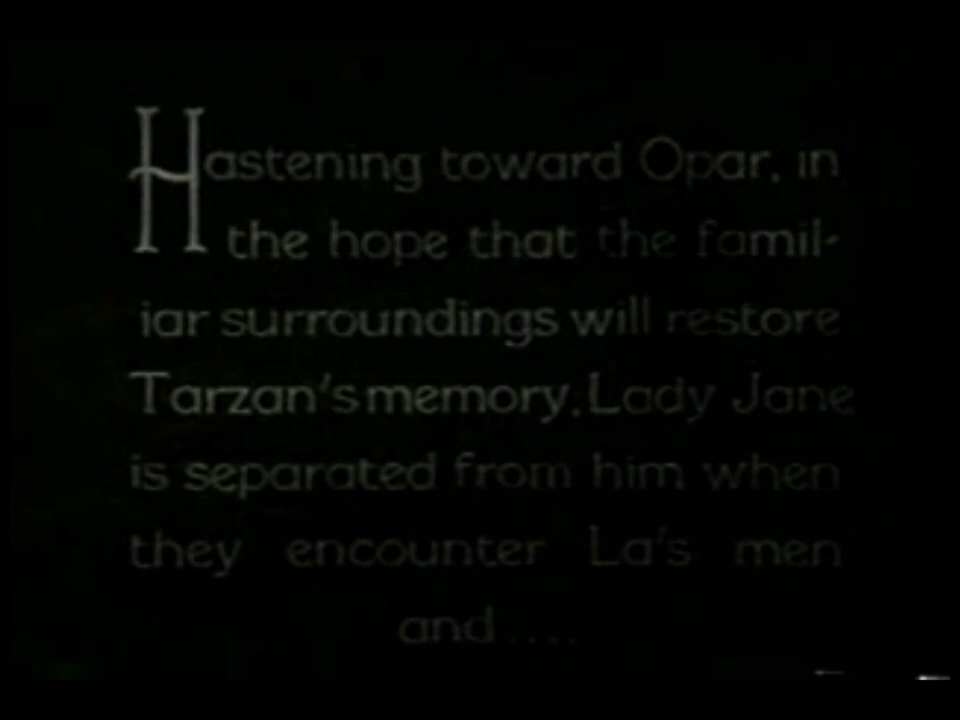 Hastening toward Opar, in
the hope that the famil-
iar surroundings will restore
Tarzan's memory, Lady Jane
is separated from him when
they encounter La's men
and....